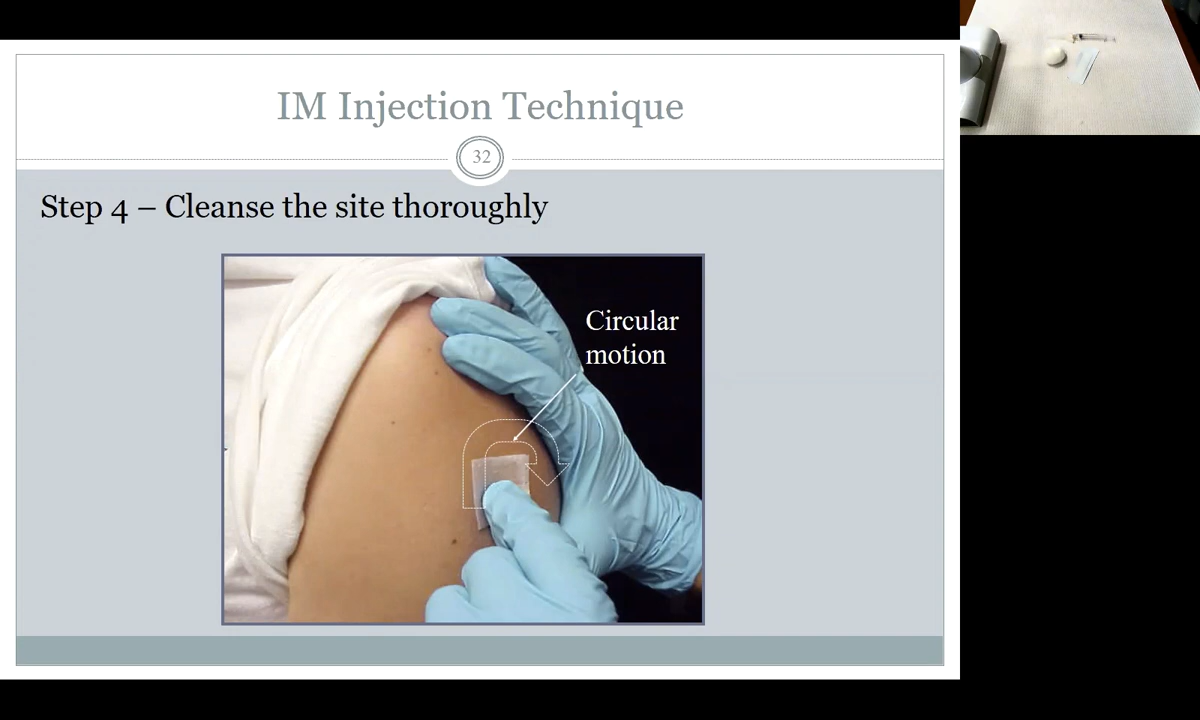 IM Injection Technique
32
Step 4 – Cleanse the site thoroughly
Circular
motion